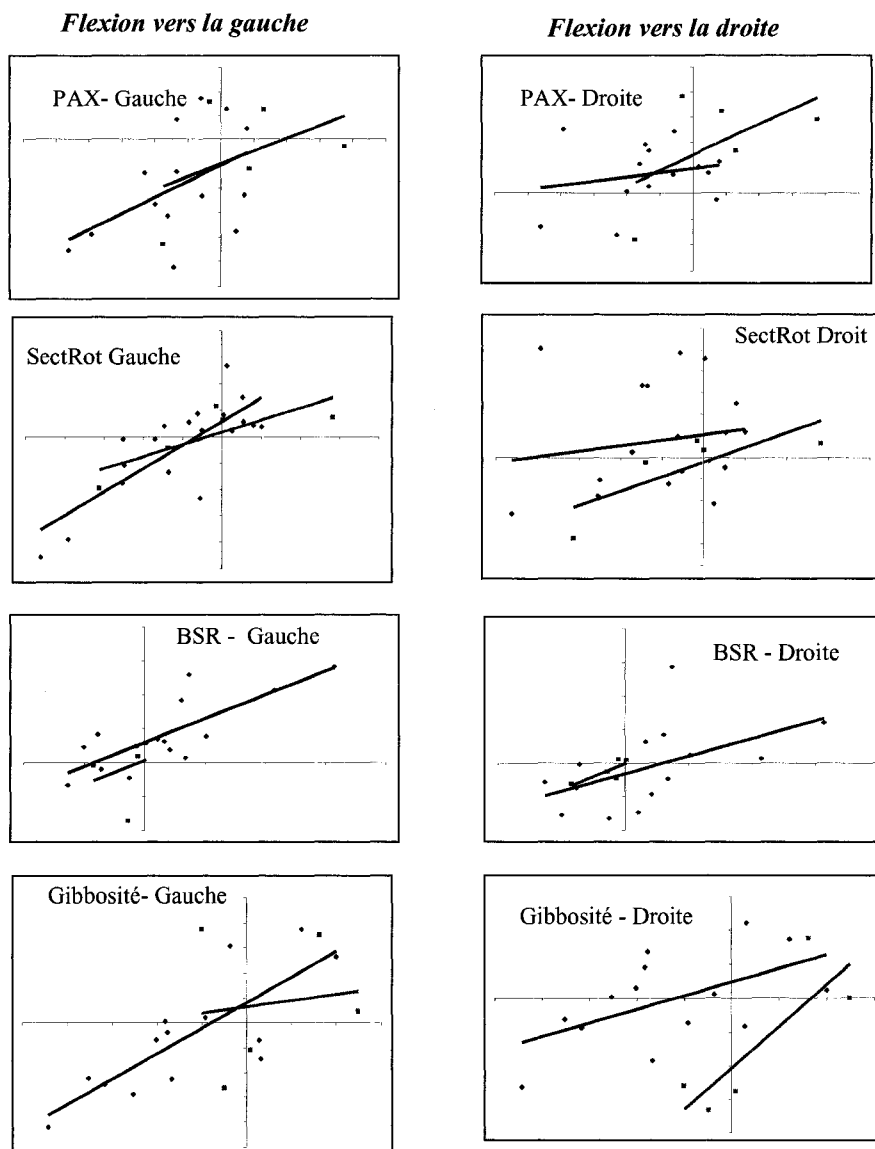 Flexion vers la gauche
Flexion vers la droite
PAX- Gauche
PAX- Droite
SectRot Gauche
SectRot Droit
BSR - Gauche
BSR - Droite
Gibbosité- Gauche
Gibbosité - Droite